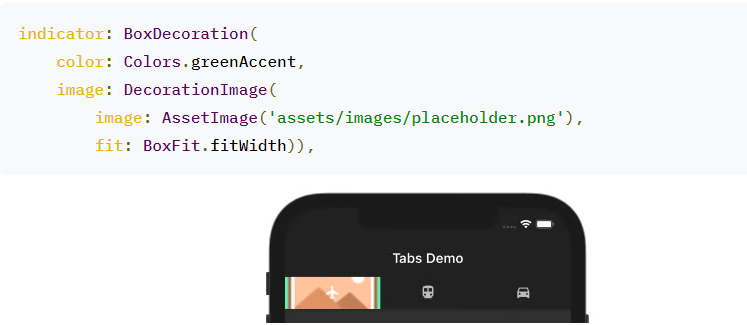 indicator: BoxDecoration(
color: Colors.greenAccent,
image: DecorationImage(
image: AssetImage('assets/images/placeholder.png'),
fit: BoxFit.fitWidth)),
Tabs Demo